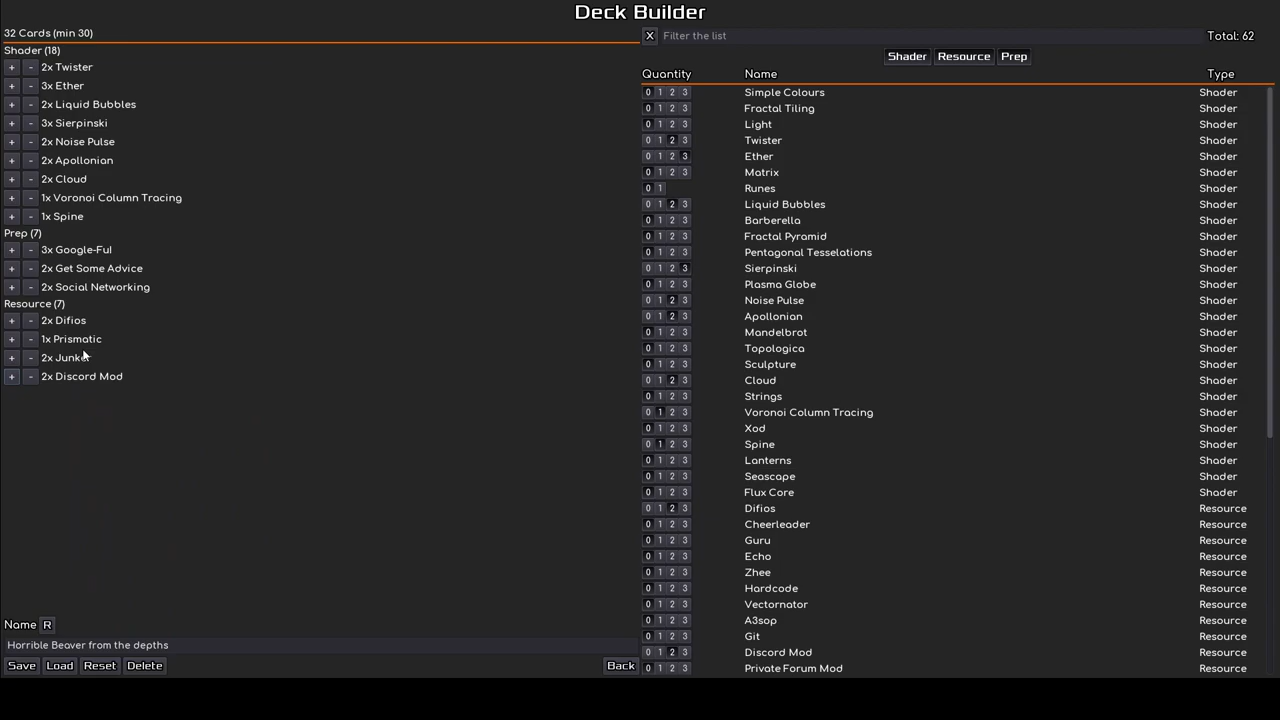 Deck Builder
32 Cards (min 30)
Shader (18)
+ - 2x Twister
+ - 3x Ether
+ - 2x Liquid Bubbles
+ - 3x Sierpinski
+ - 2x Noise Pulse
+ - 2x Apollonian
+ - 2x Cloud
+ - 1x Voronoi Column Tracing
+ - 1x Spine
Prep (7)
+ - 3x Google-Ful
+ - 2x Get Some Advice
+ - 2x Social Networking
Resource (7)
+ - 2x Difios
+ - 1x Prismatic
+ - 2x
+ - 2x Discord Mod
Name R
Horrible Beaver from the depths
Save Load Reset Delete Back
X Filter the list Total: 62
Shader Resource Prep
Quantity Name Type
0 1 2 3 Simple Colours Shader
0 1 2 3 Fractal Tiling Shader
0 1 2 3 Light Shader
0 1 2 3 Twister Shader
0 1 2 3 Ether Shader
0 1 2 3 Matrix Shader
0 1 Runes Shader
0 1 2 3 Liquid Bubbles Shader
0 1 2 3 Barberella Shader
0 1 2 3 Fractal Pyramid Shader
0 1 2 3 Pentagonal Tesselations Shader
0 1 2 3 Sierpinski Shader
0 1 2 3 Plasma Globe Shader
0 1 2 3 Noise Pulse Shader
0 1 2 3 Apollonian Shader
0 1 2 3 Mandelbrot Shader
0 1 2 3 Topologica Shader
0 1 2 3 Sculpture Shader
0 1 2 3 Cloud Shader
0 1 2 3 Strings Shader
0 1 2 3 Voronoi Column Tracing Shader
0 1 2 3 Xod Shader
0 1 2 3 Spine Shader
0 1 2 3 Lanterns Shader
0 1 2 3 Seascape Shader
0 1 2 3 Flux Core Shader
0 1 2 3 Difios Resource
0 1 2 3 Cheerleader Resource
0 1 2 3 Guru Resource
0 1 2 3 Echo Resource
0 1 2 3 Zhee Resource
0 1 2 3 Hardcode Resource
0 1 2 3 Vectornator Resource
0 1 2 3 A3sop Resource
0 1 2 3 Git Resource
0 1 2 3 Discord Mod Resource
0 1 2 3 Private Forum Mod Resource